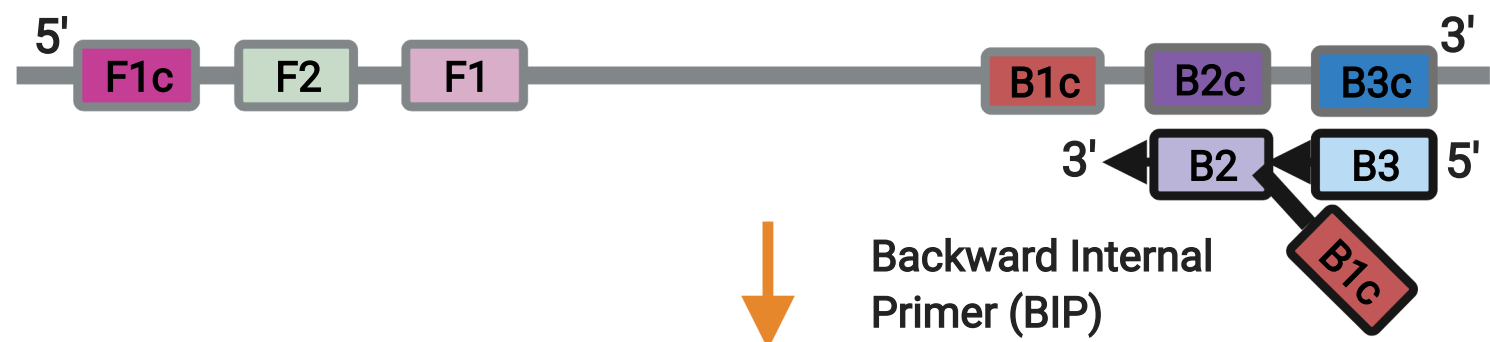 5' 3'
F1c F2 F1 B1c B2c B3c
3' B2 B3 5'
B1c
Backward Internal
Primer (BIP)